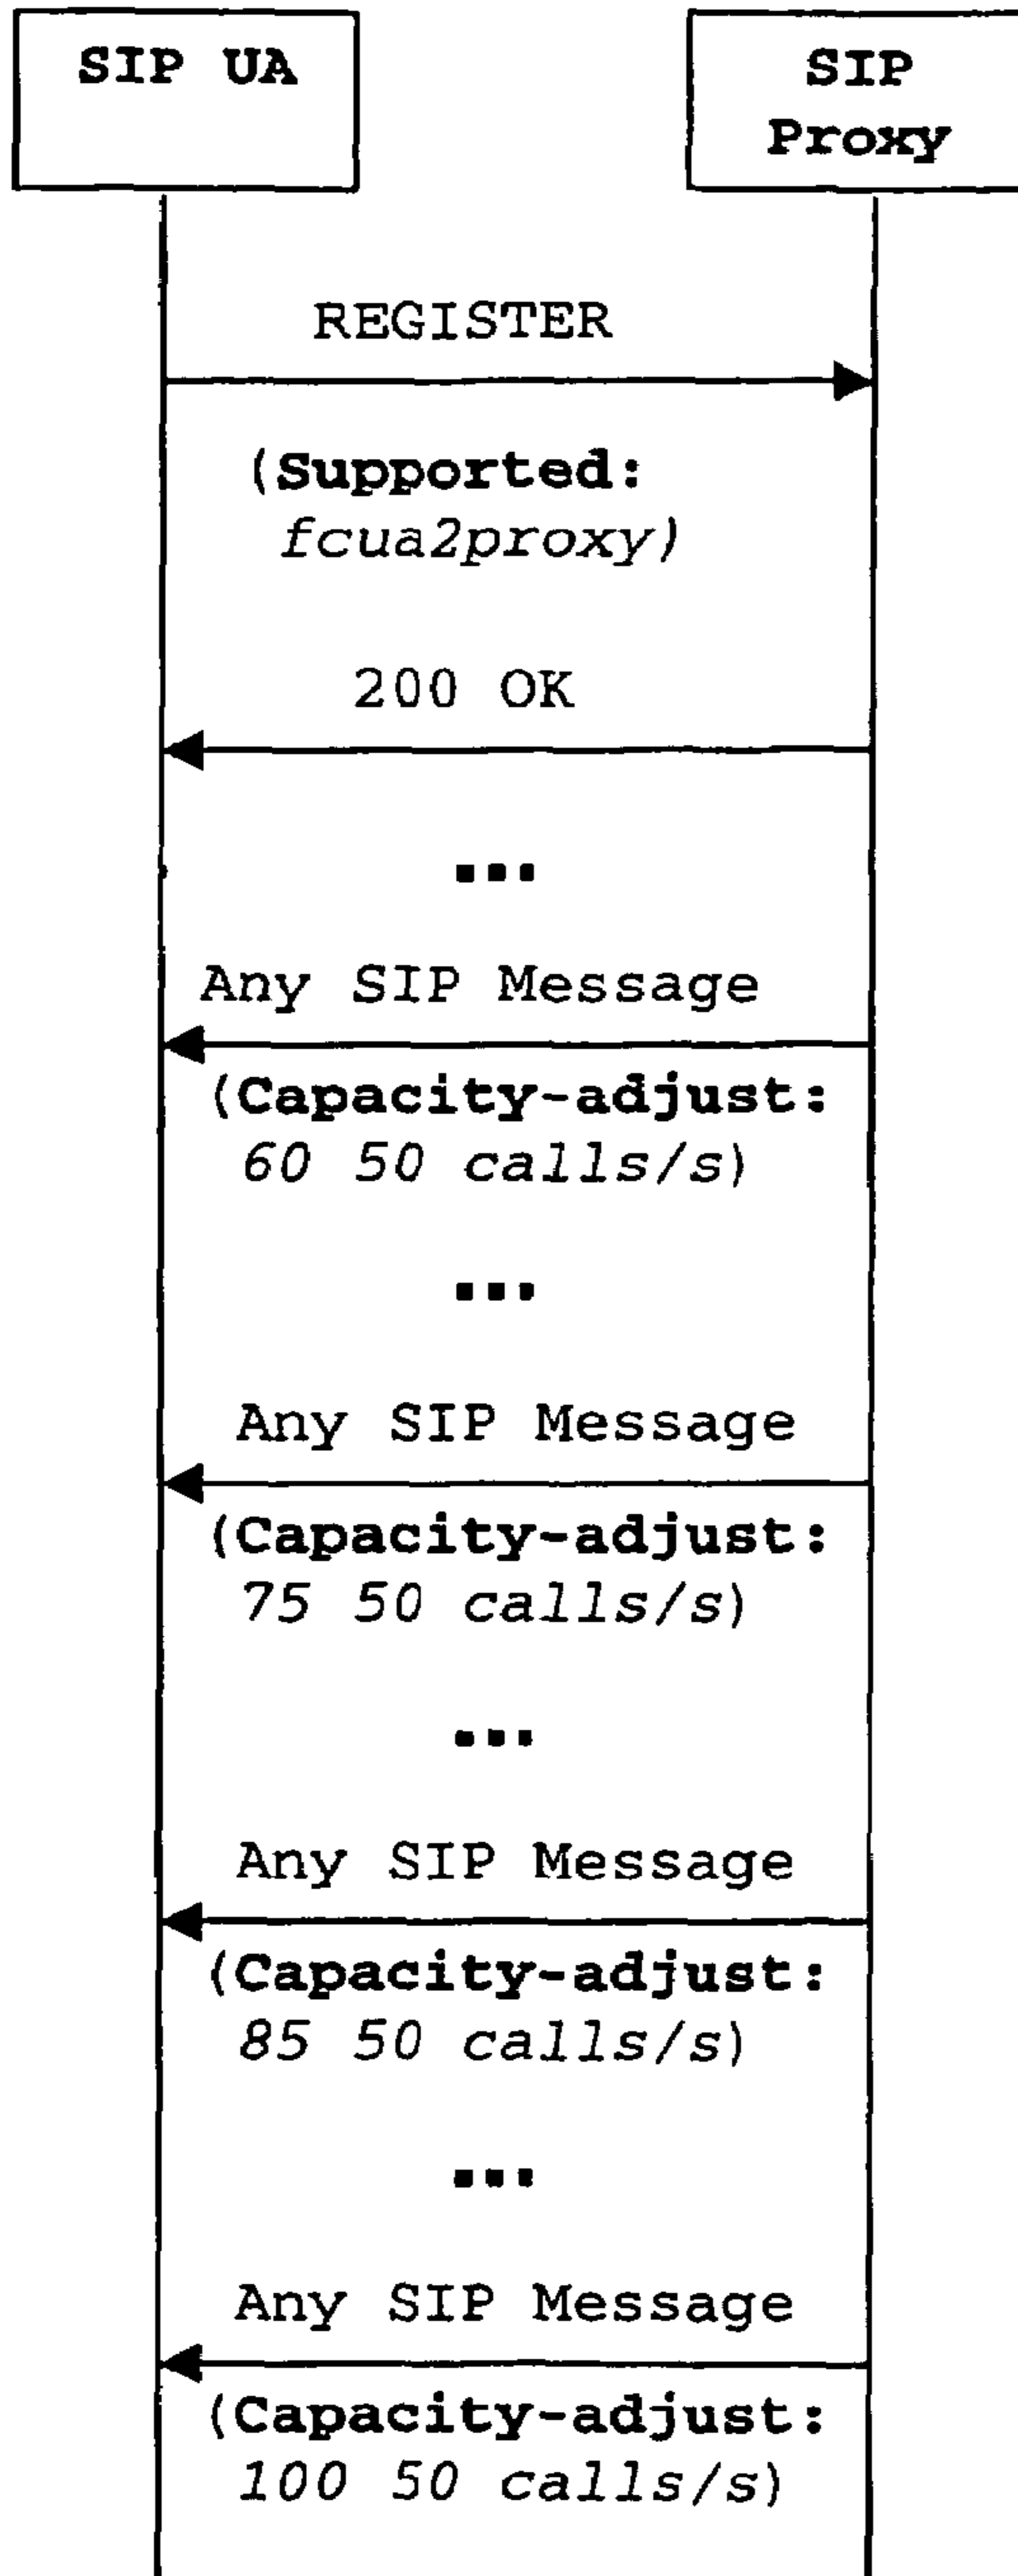 SIP UA
SIP
Proxy
REGISTER
(Supported:
fcua2proxy)
200 OK
...
Any SIP Message
(Capacity-adjust:
60 50 calls/s)
...
Any SIP Message
(Capacity-adjust:
75 50 calls/s)
...
Any SIP Message
(Capacity-adjust:
85 50 calls/s)
...
Any SIP Message
(Capacity-adjust:
100 50 calls/s)